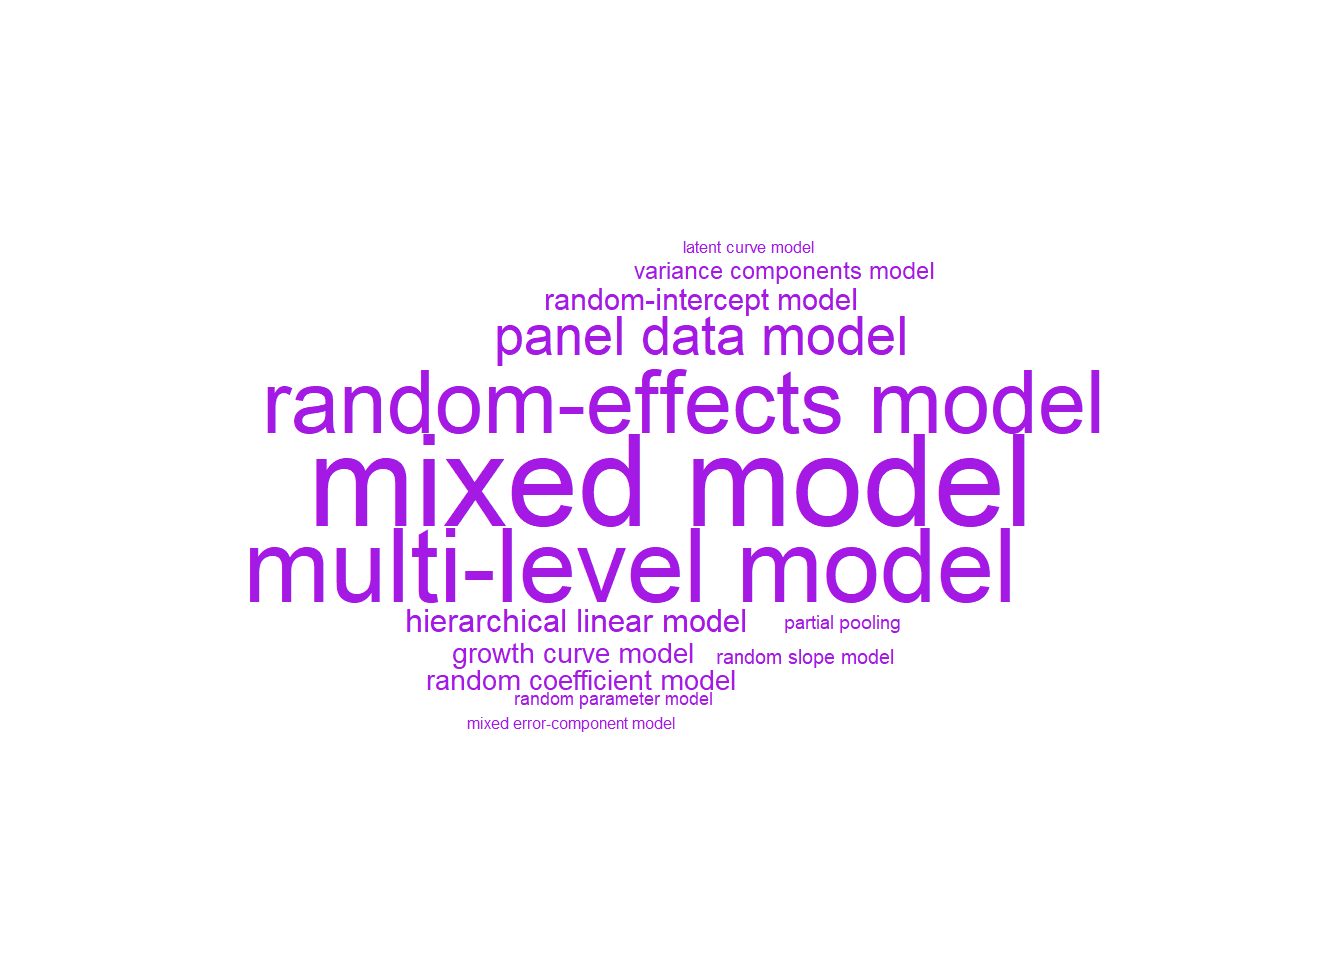 latent curve model
variance components model
random-intercept model
panel data model
random-effects model
mixed model
multi-level model
hierarchical linear model
partial pooling
growth curve model
random slope model
random coefficient model
random parameter model
mixed error-component model